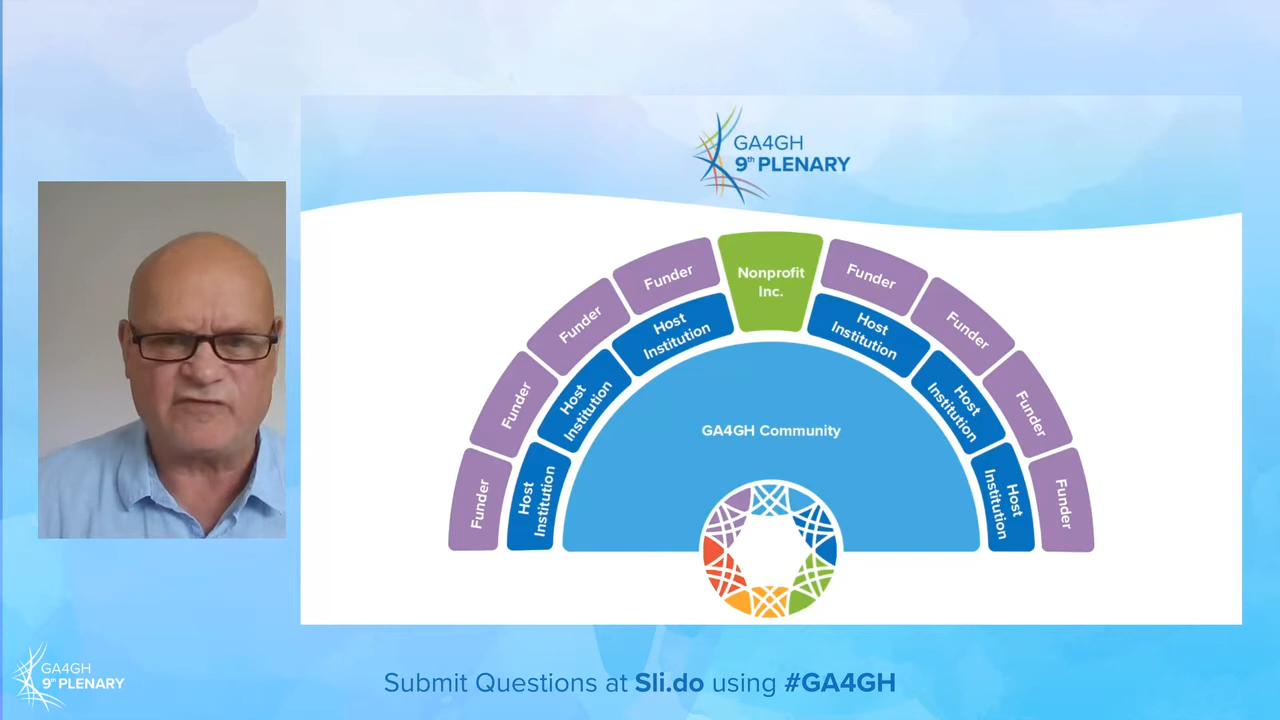 GA4GH
9th PLENARY
Nonprofit
Inc.
Funder
Funder
Funder
Funder
Funder
Funder
Funder
Funder
Host
Institution
Host
Institution
Host
Institution
Host
Institution
Host
Institution
Host
Institution
GA4GH Community
GA4GH
9th PLENARY
Submit Questions at Sli.do using #GA4GH